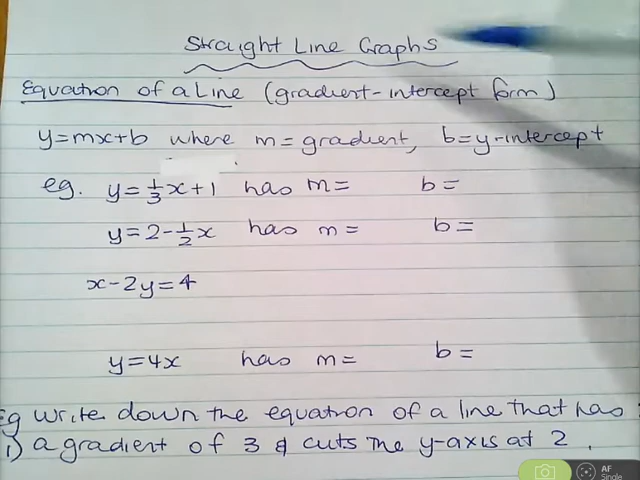 Straight Line Graphs
Equation of a Line (gradient-intercept form)
y=mx+b where m=gradient, b=y-intercept
eg. y=1/3x+1 has m= b=
y=2-1/2x has m= b=
x-2y=4
y=4x has m= b=
Eg Write down the equation of a line that has:
i) a gradient of 3 & cuts the y-axis at 2.
AF
Single